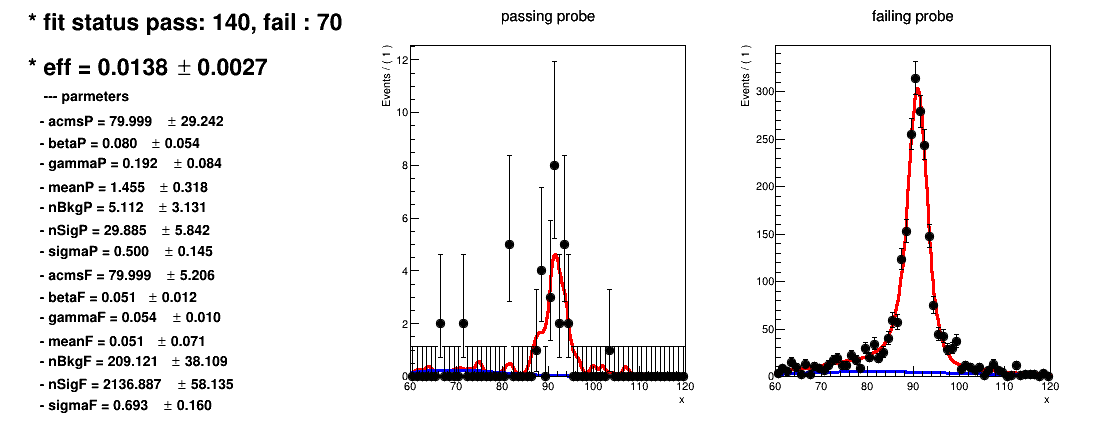 * fit status pass: 140, fail : 70
* eff = 0.0138 ± 0.0027
--- parmeters
- acmsP = 79.999 ± 29.242
- betaP = 0.080 ± 0.054
- gammaP = 0.192 ± 0.084
- meanP = 1.455 ± 0.318
- nBkgP = 5.112 ± 3.131
- nSigP = 29.885 ± 5.842
- sigmaP = 0.500 ± 0.145
- acmsF = 79.999 ± 5.206
- betaF = 0.051 ± 0.012
- gammaF = 0.054 ± 0.010
- meanF = 0.051 ± 0.071
- nBkgF = 209.121 ± 38.109
- nSigF = 2136.887 ± 58.135
- sigmaF = 0.693 ± 0.160
passing probe
Events / ( 1 )
12
10
8
6
4
2
0
60 70 80 90 100 110 120
x
failing probe
Events / ( 1 )
300
250
200
150
100
50
0
60 70 80 90 100 110 120
x